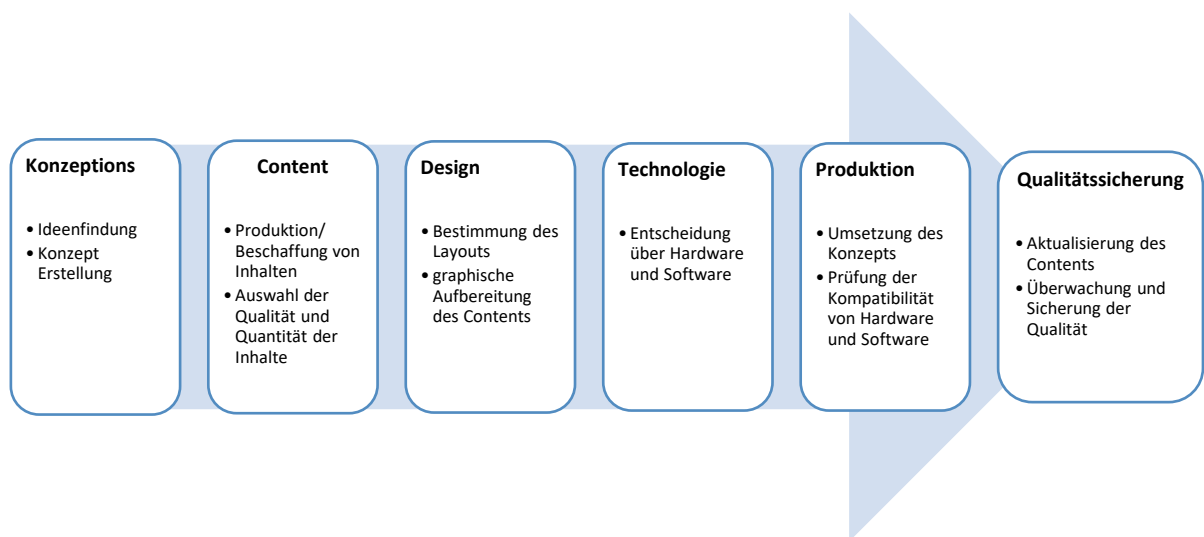 Konzeptions
• Ideenfindung
• Konzept
Erstellung
Content
• Produktion/
Beschaffung von
Inhalten
• Auswahl der
Qualität und
Quantität der
Inhalte
Design
• Bestimmung des
Layouts
• graphische
Aufbereitung
des Contents
Technologie
• Entscheidung
über Hardware
und Software
Produktion
• Umsetzung des
Konzepts
• Prüfung der
Kompatibilität
von Hardware
und Software
Qualitätssicherung
• Aktualisierung des
Contents
• Überwachung und
Sicherung der
Qualität